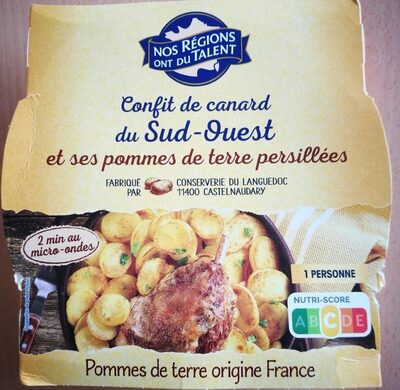 NOS RÉGIONS
ONT DU TALENT
Confit de canard
du Sud-Ouest
et ses pommes de terre persillées
FABRIQUÉ PAR
CONSERVERIE DU LANGUEDOC
11400 CASTELNAUDARY
2 min au
micro-ondes
1 PERSONNE
NUTRI-SCORE
A B C D E
Pommes de terre origine France